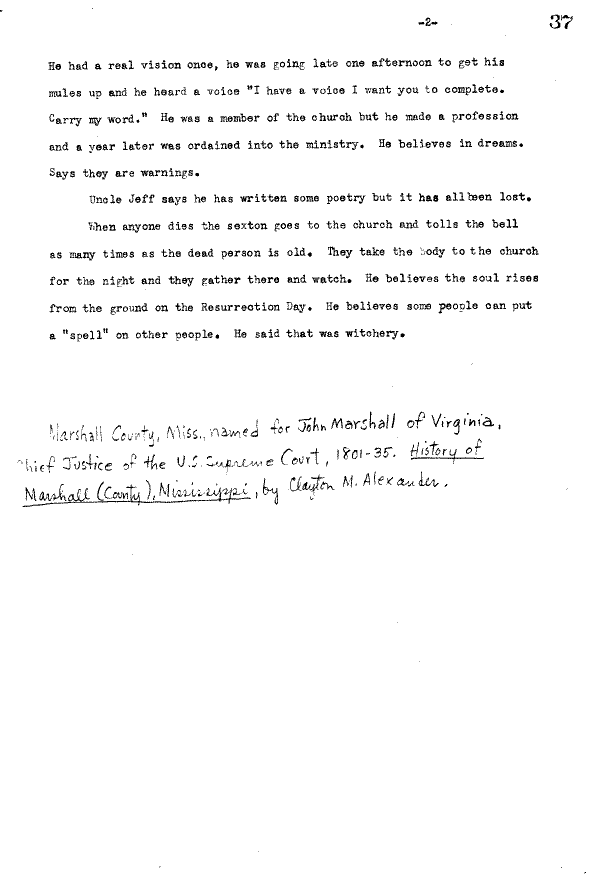 -2-
37
He had a real vision once, he was going late one afternoon to get his
mules up and he heard a voice "I have a voice I want you to complete.
Carry my word." He was a member of the church but he made a profession
and a year later was ordained into the ministry. He believes in dreams.
Says they are warnings.
Uncle Jeff says he has written some poetry but it has all been lost.
When anyone dies the sexton goes to the church and tolls the bell
as many times as the dead person is old. They take the body to the church
for the night and they gather there and watch. He believes the soul rises
from the ground on the Resurrection Day. He believes some people can put
a "spell" on other people. He said that was witchery.
Marshall County, Miss., named for John Marshall of Virginia,
Chief Justice of the U.S. Supreme Court, 1801-35. History of
Marshall (County), Mississippi, by Clayton M. Alexander.